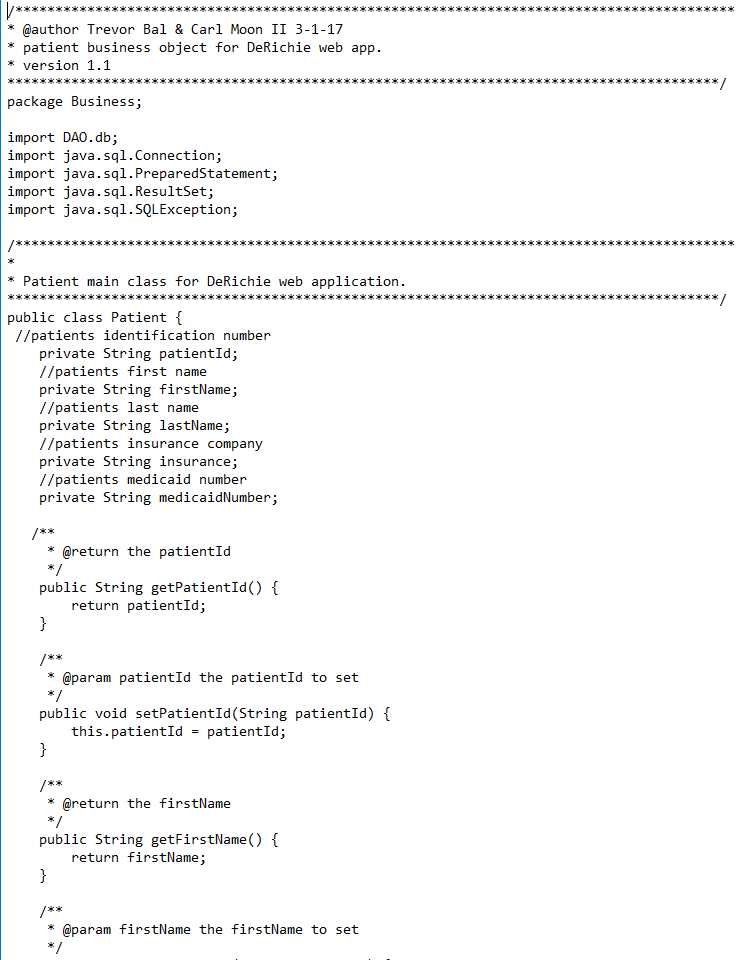 /******************************************************************************************
* @author Trevor Bal & Carl Moon II 3-1-17
* patient business object for DeRichie web app.
* version 1.1
*****************************************************************************************/
package Business;

import DAO.db;
import java.sql.Connection;
import java.sql.PreparedStatement;
import java.sql.ResultSet;
import java.sql.SQLException;

/******************************************************************************************
*
* Patient main class for DeRichie web application.
*****************************************************************************************/
public class Patient {
 //patients identification number
    private String patientId;
    //patients first name
    private String firstName;
    //patients last name
    private String lastName;
    //patients insurance company
    private String insurance;
    //patients medicaid number
    private String medicaidNumber;

   /**
     * @return the patientId
     */
    public String getPatientId() {
        return patientId;
    }

    /**
     * @param patientId the patientId to set
     */
    public void setPatientId(String patientId) {
        this.patientId = patientId;
    }

    /**
     * @return the firstName
     */
    public String getFirstName() {
        return firstName;
    }

    /**
     * @param firstName the firstName to set
     */